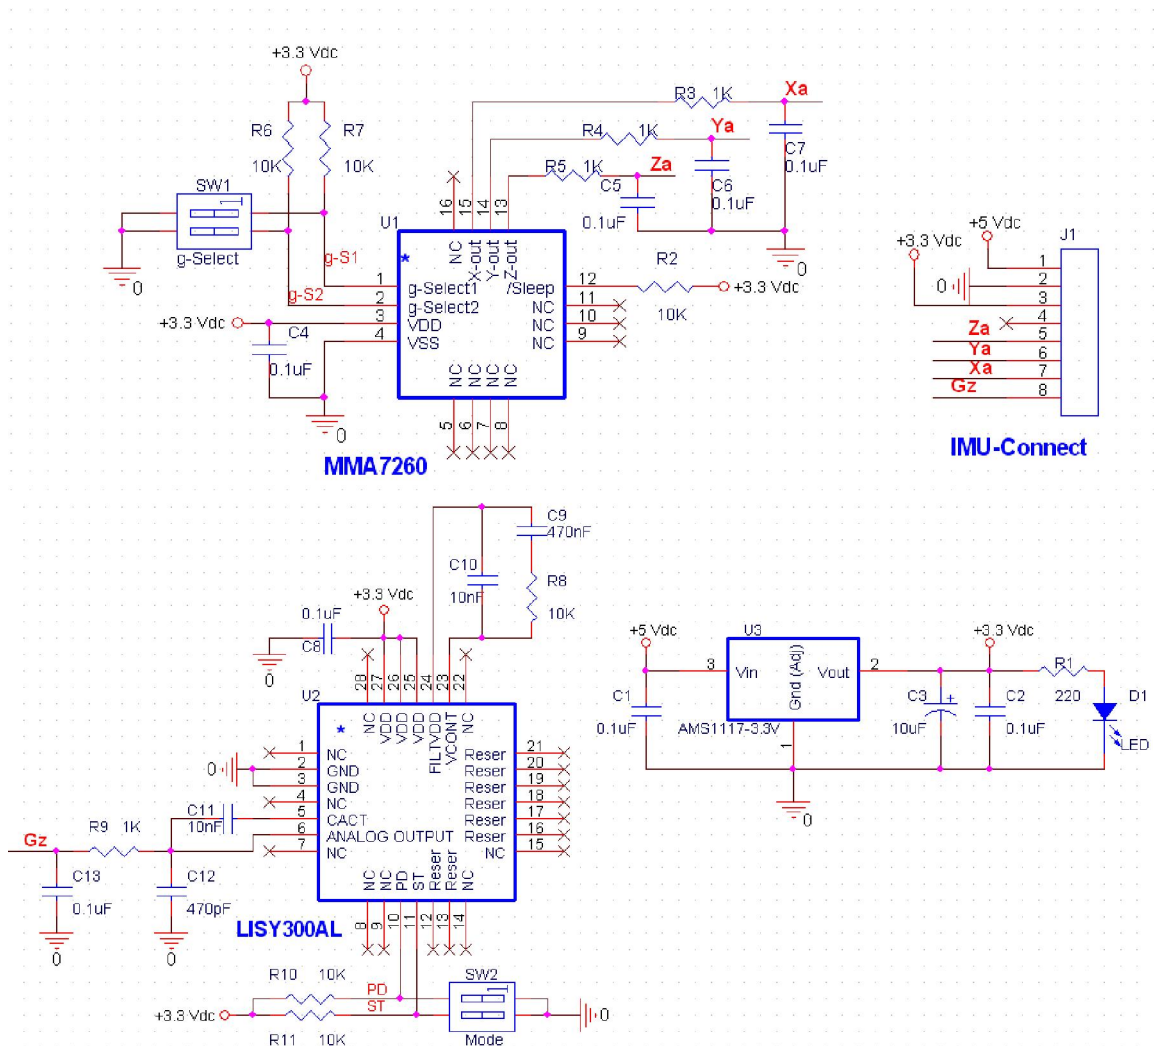 +3.3 Vdc
R6
R7
10K
10K
SW1
1
g-Select
0
g-S1
g-S2
R3 1K
Xa
R4 1K
Ya
R5 1K
Za
C7
0.1uF
C6
0.1uF
C5
0.1uF
0
U1
*
16
15
14
13
NC
X-out
Y-out
Z-out
1
g-Select1
2
g-Select2
3
VDD
4
VSS
12
/Sleep
11
NC
10
NC
9
NC
NC
NC
NC
NC
5
6
7
8
R2
10K
+3.3 Vdc
+3.3 Vdc
C4
0.1uF
0
MMA7260
+5 Vdc
+3.3 Vdc
J1
0
1
2
3
4
Za
5
Ya
6
Xa
7
Gz
8
IMU-Connect
C9
470nF
C10
10nF
R8
10K
+3.3 Vdc
0.1uF
C8
0
U2
*
28
27
26
25
24
23
22
NC
VDD
VDD
VDD
FILTVDD
VCONT
NC
1
NC
2
GND
3
GND
4
NC
5
CACT
6
ANALOG OUTPUT
7
NC
0
21
Reser
20
Reser
19
Reser
18
Reser
17
Reser
16
Reser
15
NC
NC
NC
PD
ST
Reser
Reser
NC
8
9
10
11
12
13
14
C11
10nF
R9 1K
Gz
C13
0.1uF
0
C12
470pF
0
LISY300AL
R10 10K
PD
ST
+3.3 Vdc
R11 10K
SW2
1
Mode
0
+5 Vdc
U3
3
Vin
Gnd (Adj)
Vout
2
AMS1117-3.3V
1
C1
0.1uF
+3.3 Vdc
C3
+
10uF
C2
0.1uF
R1
220
D1
LED
0